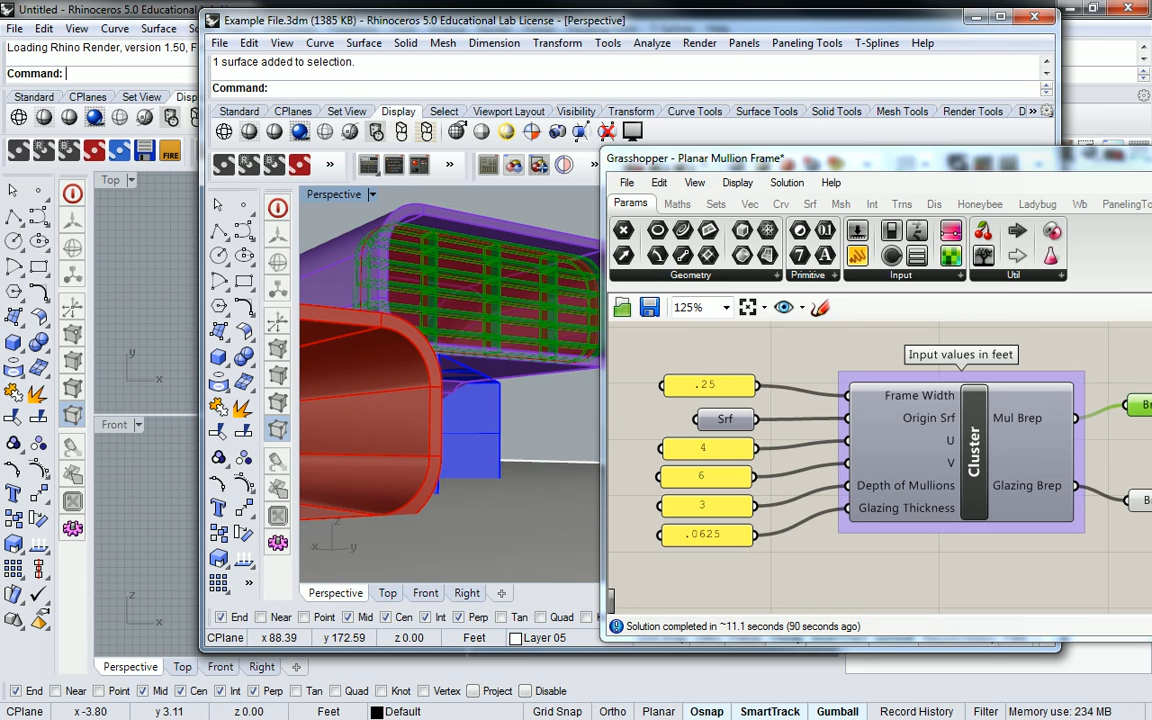 Untitled - Rhinoceros 5.0 Educational Lab
File Edit View Curve Surface
Loading Rhino Render, version 1.50, F
Command:
Standard CPlanes Set View Disp
Top
Front
Perspective Top Front Right
End Near Point Mid Cen Int Perp Tan Quad Knot Vertex Project Disable
CPlane x -3.80 y 3.11 z 0.00 Feet Default Grid Snap Ortho Planar Osnap SmartTrack Gumball Record History Filter Memory use: 234 MB
Example File.3dm (1385 KB) - Rhinoceros 5.0 Educational Lab License - [Perspective]
File Edit View Curve Surface Solid Mesh Dimension Transform Tools Analyze Render Panels Paneling Tools T-Splines Help
1 surface added to selection.
Command:
Standard CPlanes Set View Display Select Viewport Layout Visibility Transform Curve Tools Surface Tools Solid Tools Mesh Tools Render Tools D
FIRE
Perspective
Perspective Top Front Right
End Near Point Mid Cen Int Perp Tan Quad
CPlane x 88.39 y 172.59 z 0.00 Feet Layer 05
Grasshopper - Planar Mullion Frame*
File Edit View Display Solution Help
Params Maths Sets Vec Crv Srf Msh Int Trns Dis Honeybee Ladybug Wb PanelingTo
Geometry Primitive Input Util
125%
Input values in feet
.25
Srf
4
6
3
.0625
Frame Width
Origin Srf
U
V
Depth of Mullions
Glazing Thickness
Cluster
Mul Brep
Glazing Brep
Solution completed in ~11.1 seconds (90 seconds ago)